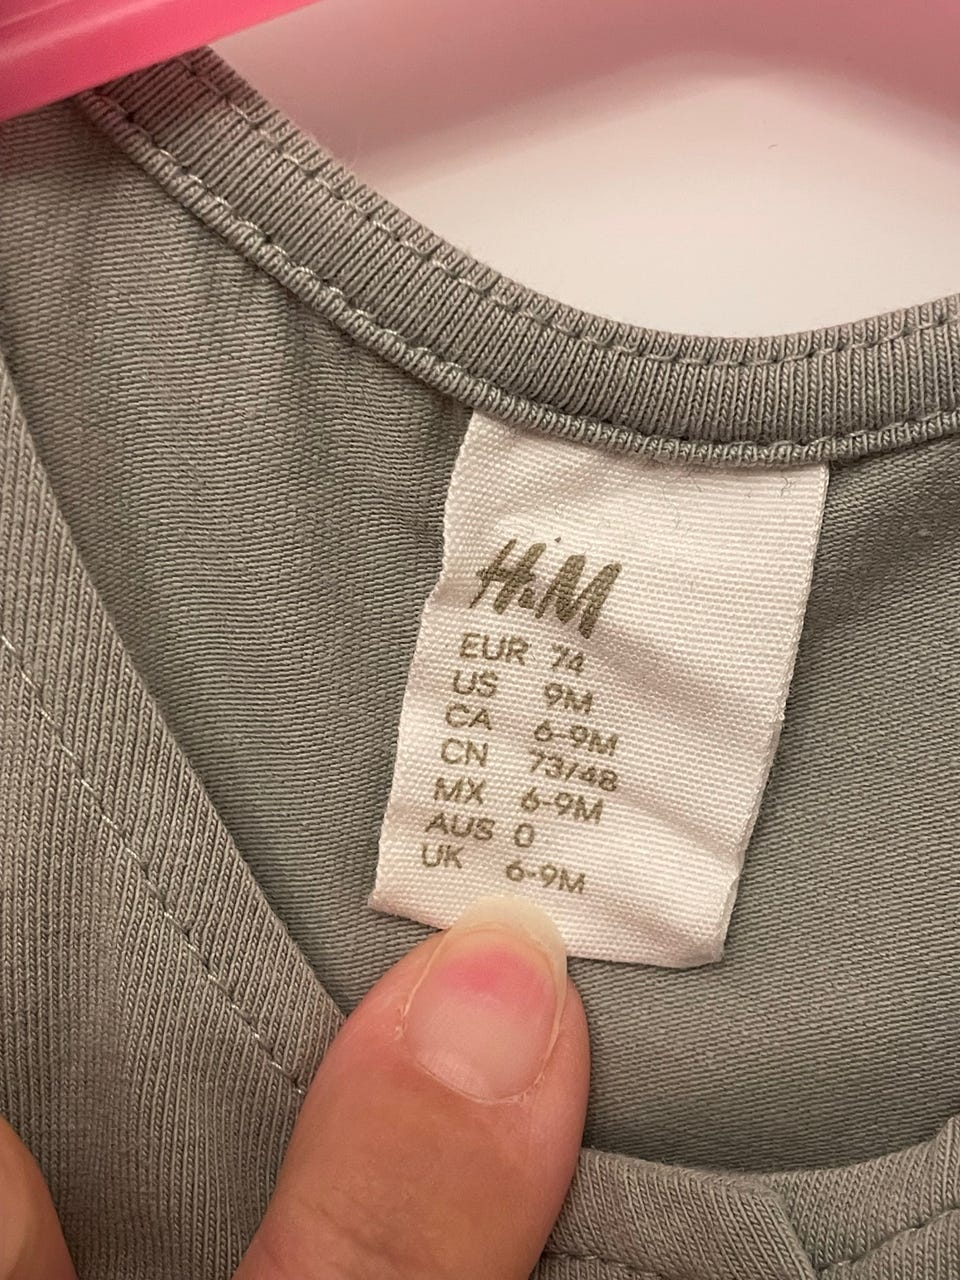 H&M
EUR 74
US 9M
CA 6-9M
CN 73/48
MX 6-9M
AUS 0
UK 6-9M